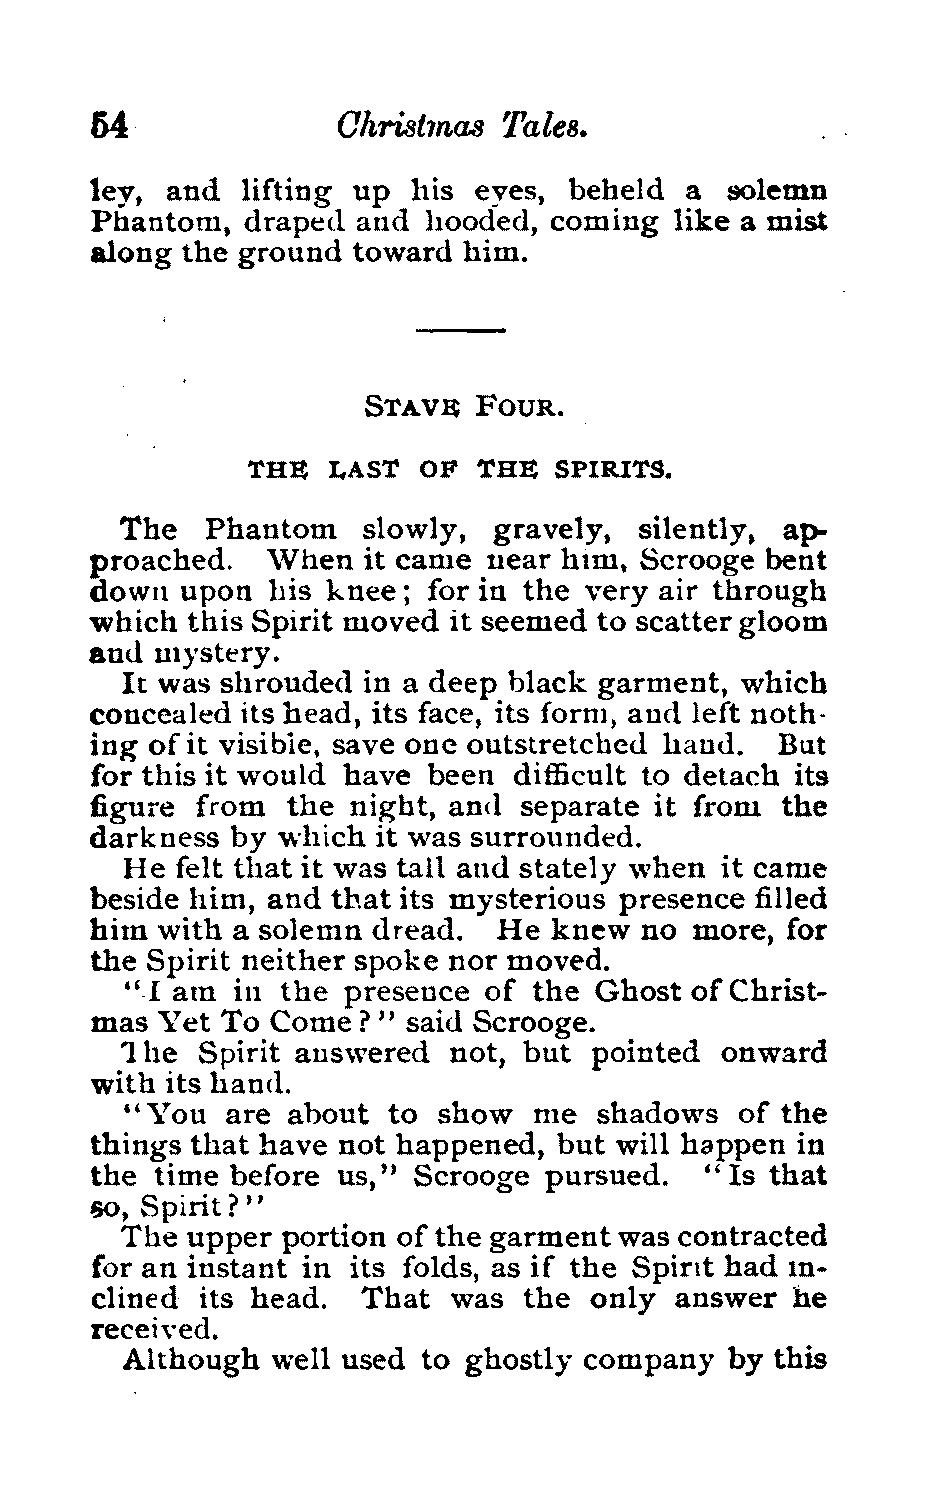 54 Christmas Tales.
ley, and lifting up his eyes, beheld a solemn
Phantom, draped and hooded, coming like a mist
along the ground toward him.
STAVE FOUR.
THE LAST OF THE SPIRITS.
The Phantom slowly, gravely, silently, ap-
proached. When it came near him, Scrooge bent
down upon his knee; for in the very air through
which this Spirit moved it seemed to scatter gloom
and mystery.
It was shrouded in a deep black garment, which
concealed its head, its face, its form, and left noth-
ing of it visible, save one outstretched hand. But
for this it would have been difficult to detach its
figure from the night, and separate it from the
darkness by which it was surrounded.
He felt that it was tall and stately when it came
beside him, and that its mysterious presence filled
him with a solemn dread. He knew no more, for
the Spirit neither spoke nor moved.
"I am in the presence of the Ghost of Christ-
mas Yet To Come?" said Scrooge.
The Spirit answered not, but pointed onward
with its hand.
"You are about to show me shadows of the
things that have not happened, but will happen in
the time before us," Scrooge pursued. "Is that
so, Spirit?"
The upper portion of the garment was contracted
for an instant in its folds, as if the Spirit had in-
clined its head. That was the only answer he
received.
Although well used to ghostly company by this